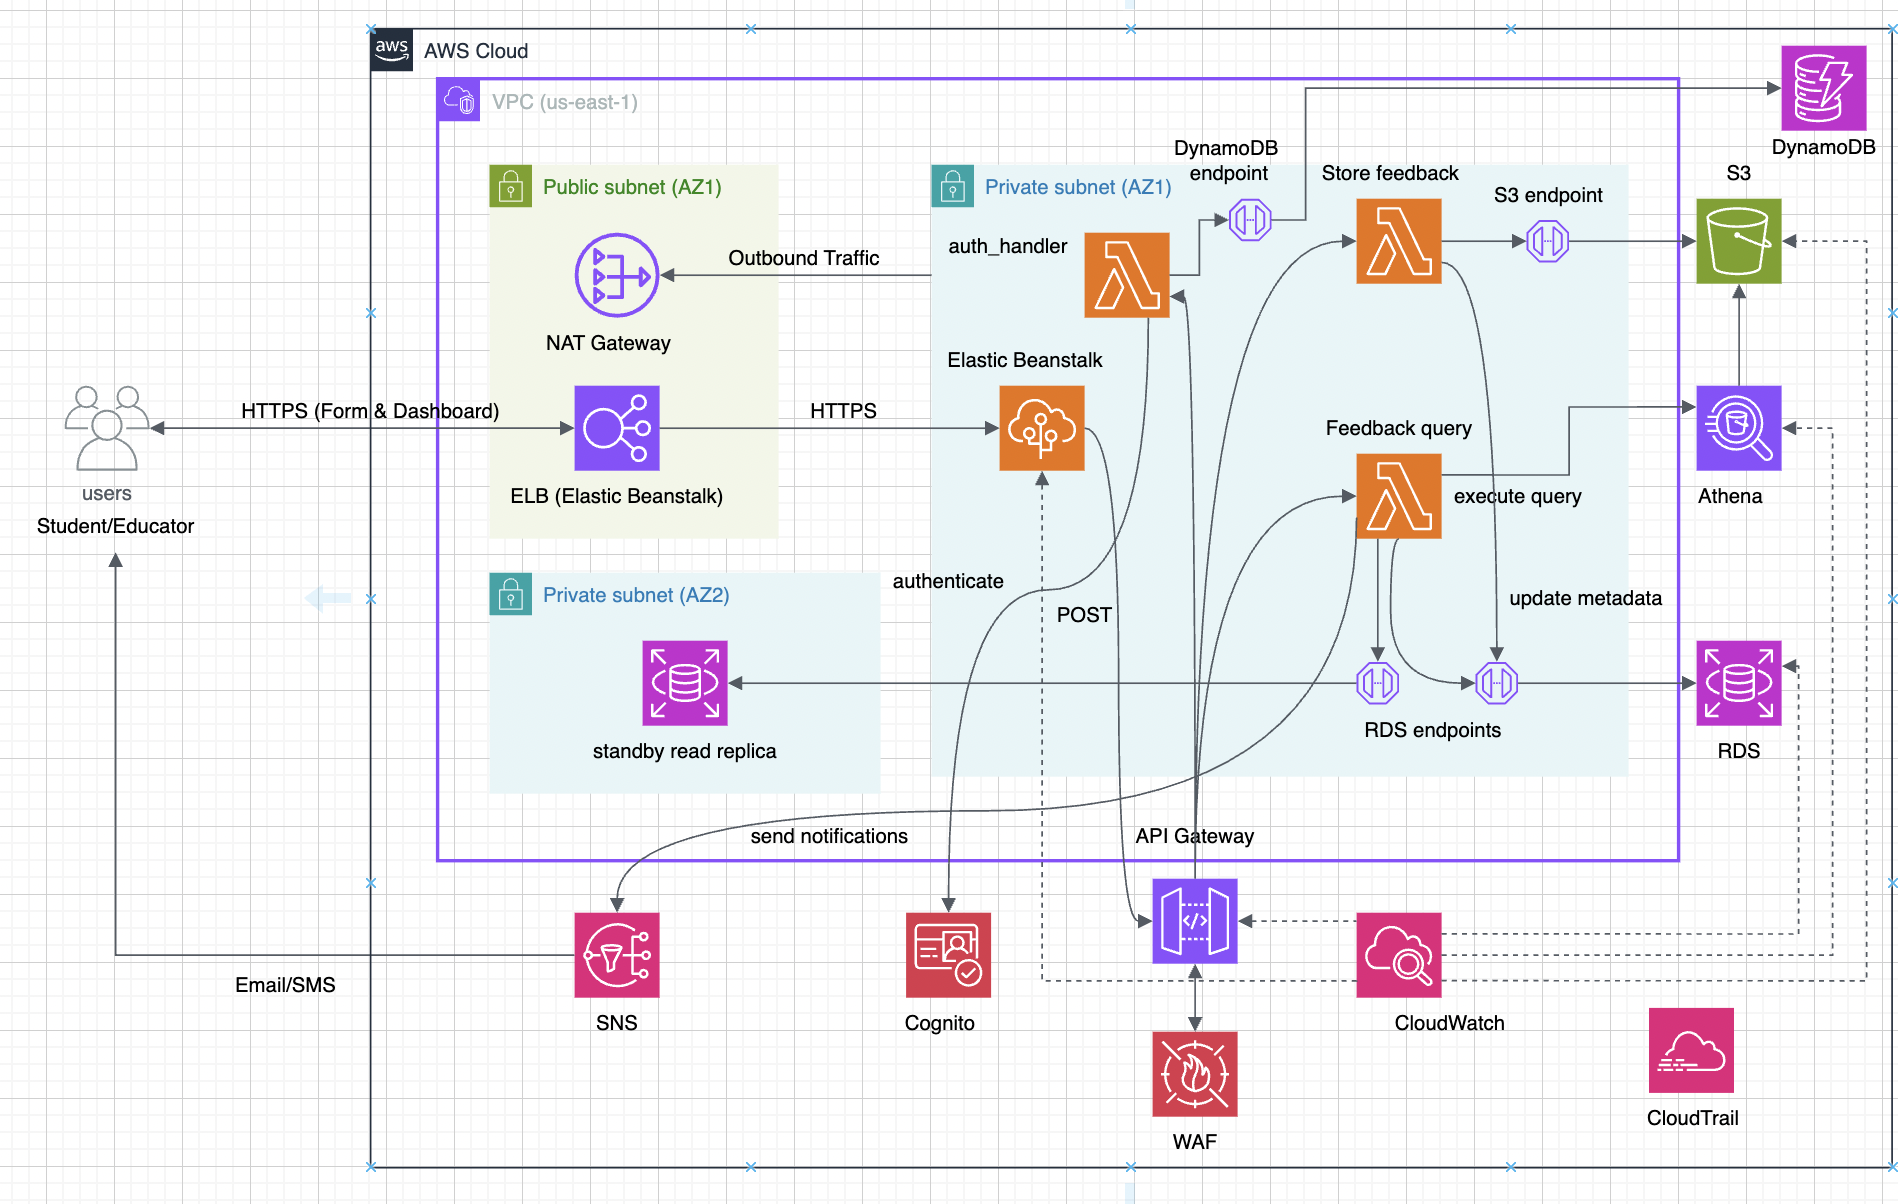 aws
AWS Cloud
VPC (us-east-1)
DynamoDB
DynamoDB
endpoint
Store feedback
S3
Public subnet (AZ1)
Private subnet (AZ1)
S3 endpoint
auth_handler
Outbound Traffic
NAT Gateway
Elastic Beanstalk
HTTPS (Form & Dashboard)
HTTPS
Feedback query
users
ELB (Elastic Beanstalk)
execute query
Athena
Student/Educator
Private subnet (AZ2)
authenticate
POST
update metadata
standby read replica
RDS endpoints
RDS
send notifications
API Gateway
</>
Email/SMS
SNS
Cognito
CloudWatch
CloudTrail
WAF